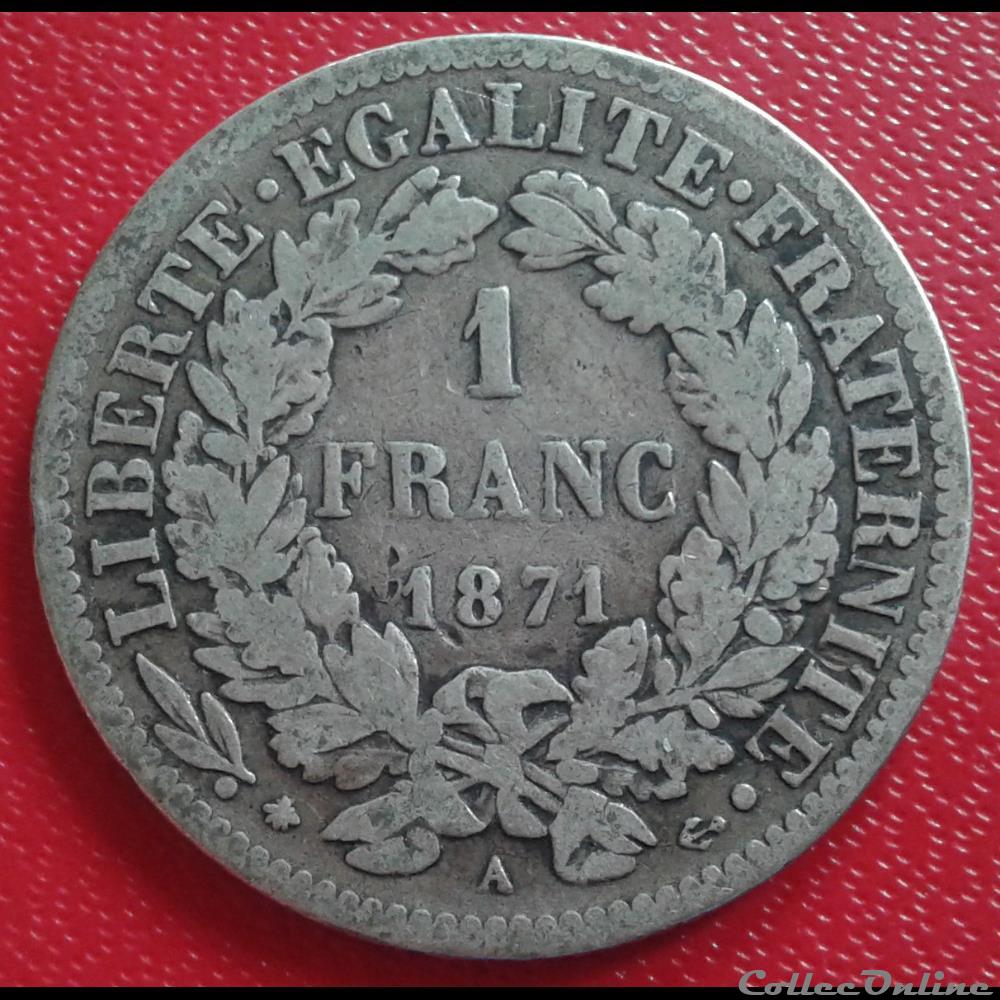 LIBERTE · EGALITE · FRATERNITE ·
1
FRANC
1871
A
CollecOnline